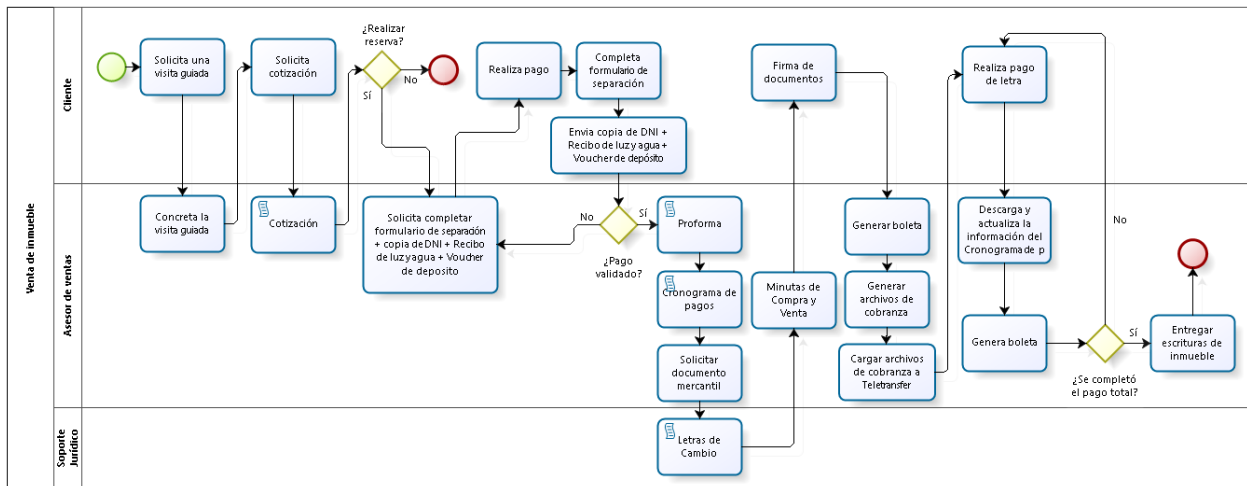 Venta de inmueble
Cliente
Solicita una
visita guiada
Solicita
cotización
¿Realizar
reserva?
No
Sí
Realiza pago
Completa
formulario de
separación
Envia copia de DNI +
Recibo de luz y agua +
Voucher de depósito
Firma de
documentos
Realiza pago
de letra
No
Asesor de ventas
Concreta la
visita guiada
Cotización
Solicita completar
formulario de separación
+ copia de DNI + Recibo
de luz y agua + Voucher
de deposito
No
Sí
¿Pago
validado?
Proforma
Cronograma de
pagos
Solicitar
documento
mercantil
Minutas de
Compra y
Venta
Generar boleta
Generar
archivos de
cobranza
Cargar archivos
de cobranza a
Teletransfer
Descarga y
actualiza la
información del
Cronograma de p
Genera boleta
Sí
¿Se completó
el pago total?
Entregar
escrituras de
inmueble
Soporte
Jurídico
Letras de
Cambio